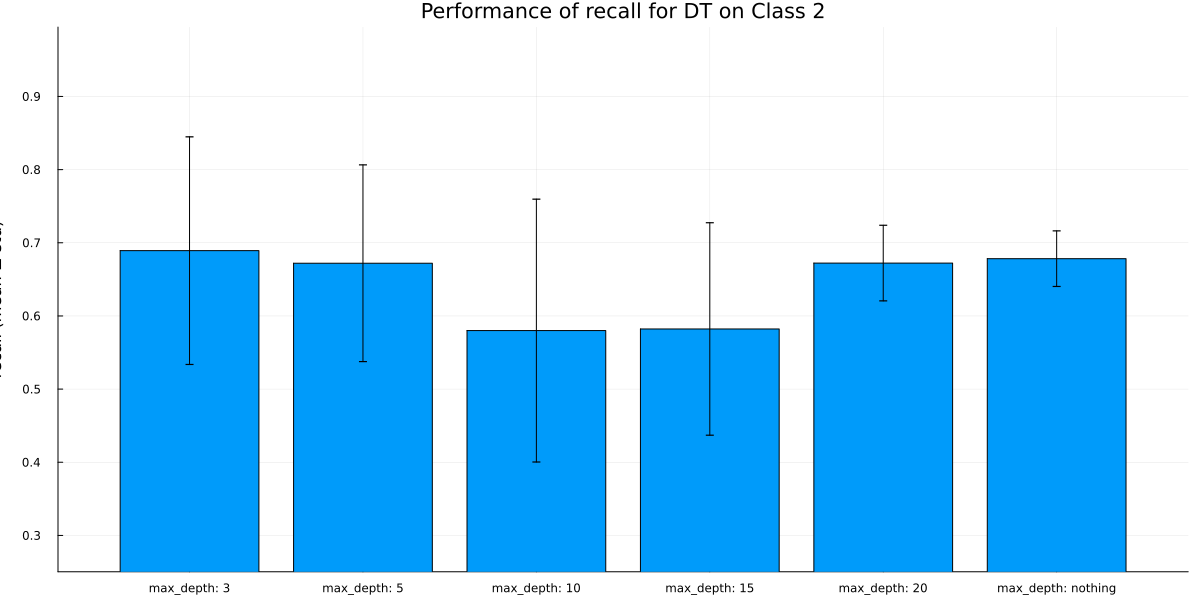 Performance of recall for DT on Class 2
0.9
0.8
0.7
0.6
0.5
0.4
0.3
max_depth: 3
max_depth: 5
max_depth: 10
max_depth: 15
max_depth: 20
max_depth: nothing